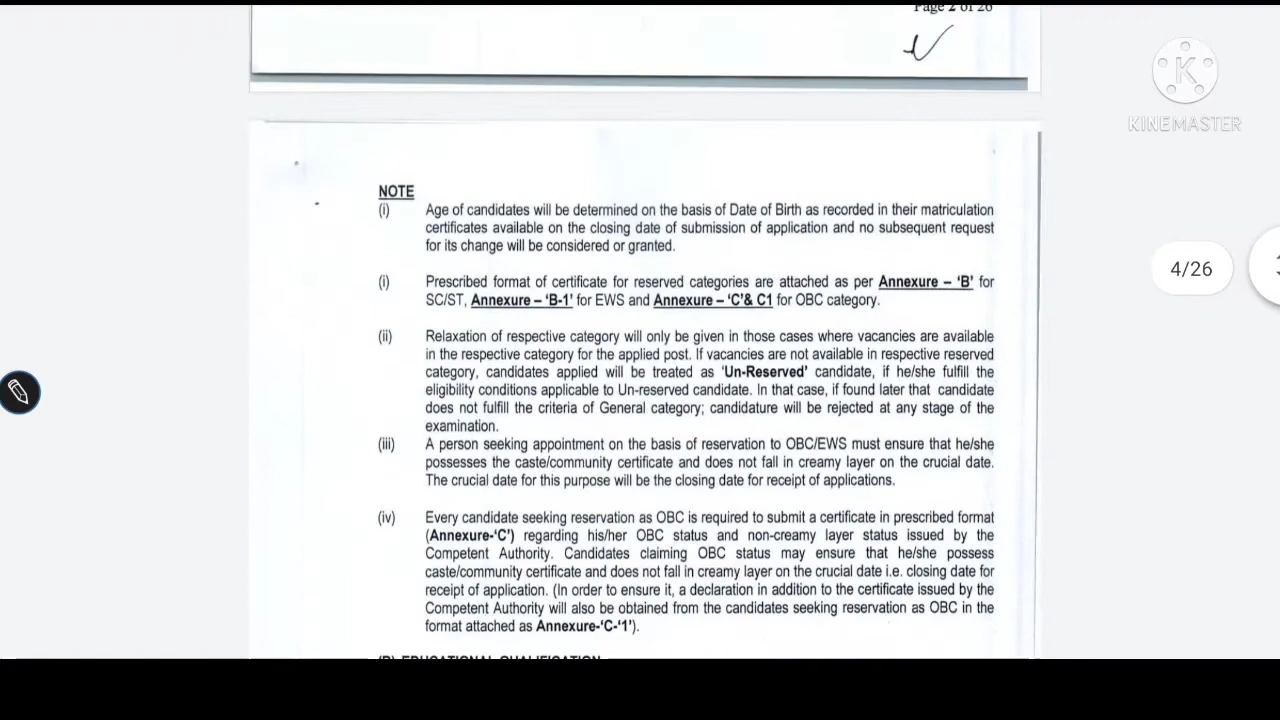 Page 2 of 26
K
KINEMASTER
NOTE
(i) Age of candidates will be determined on the basis of Date of Birth as recorded in their matriculation
certificates available on the closing date of submission of application and no subsequent request
for its change will be considered or granted.
4/26
(i) Prescribed format of certificate for reserved categories are attached as per Annexure – 'B' for
SC/ST, Annexure – 'B-1' for EWS and Annexure – 'C'& C1 for OBC category.
(ii) Relaxation of respective category will only be given in those cases where vacancies are available
in the respective category for the applied post. If vacancies are not available in respective reserved
category, candidates applied will be treated as 'Un-Reserved' candidate, if he/she fulfill the
eligibility conditions applicable to Un-reserved candidate. In that case, if found later that candidate
does not fulfill the criteria of General category; candidature will be rejected at any stage of the
examination.
(iii) A person seeking appointment on the basis of reservation to OBC/EWS must ensure that he/she
possesses the caste/community certificate and does not fall in creamy layer on the crucial date.
The crucial date for this purpose will be the closing date for receipt of applications.
(iv) Every candidate seeking reservation as OBC is required to submit a certificate in prescribed format
(Annexure-'C') regarding his/her OBC status and non-creamy layer status issued by the
Competent Authority. Candidates claiming OBC status may ensure that he/she possess
caste/community certificate and does not fall in creamy layer on the crucial date i.e. closing date for
receipt of application. (In order to ensure it, a declaration in addition to the certificate issued by the
Competent Authority will also be obtained from the candidates seeking reservation as OBC in the
format attached as Annexure-'C-'1').
(B) EDUCATIONAL QUALIFICATION